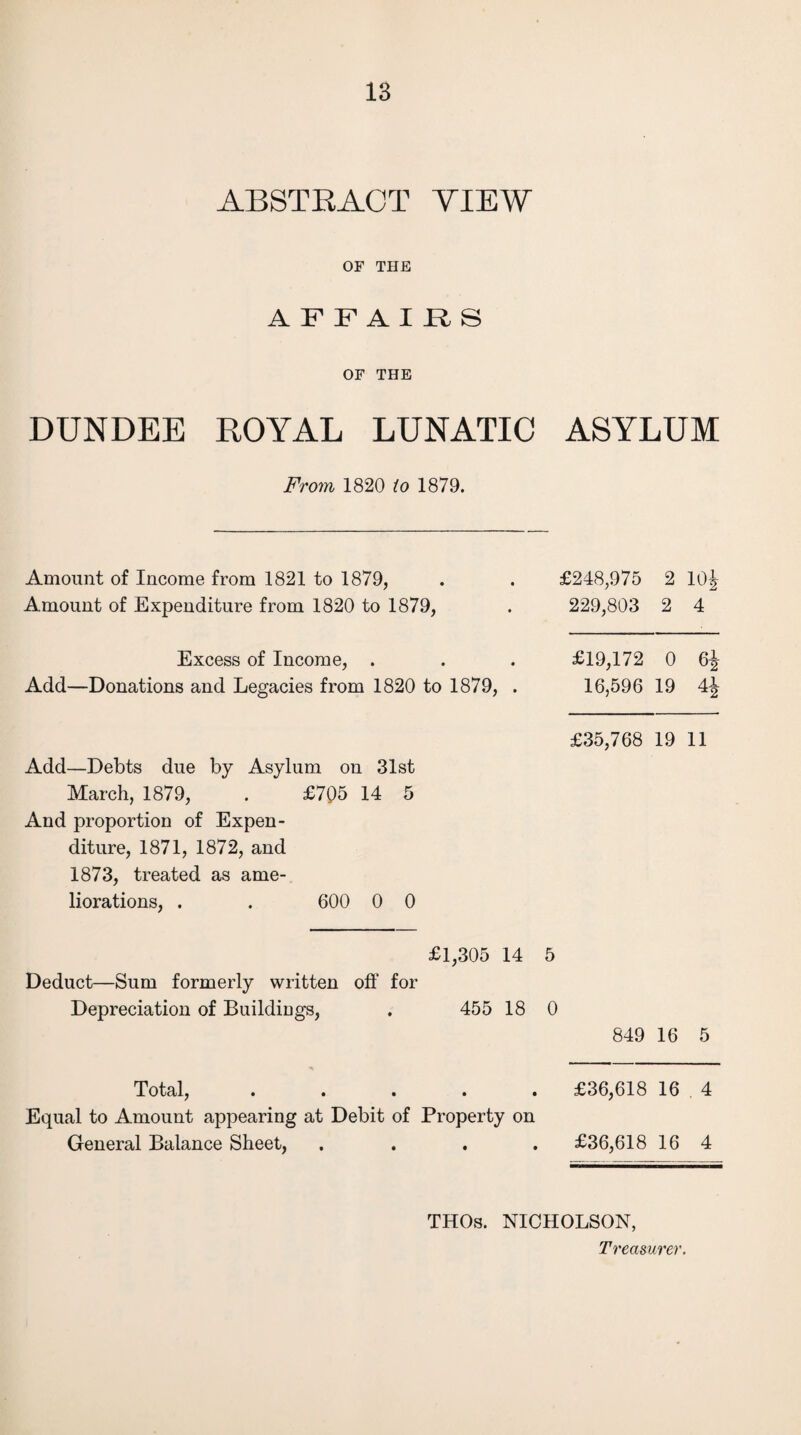 13
ABSTRACT VIEW
OF THE
AFFAIRS
OF THE
DUNDEE ROYAL LUNATIC ASYLUM
From 1820 to 1879.
Amount of Income from 1821 to 1879, . . £248,975 2 10½
Amount of Expenditure from 1820 to 1879, . 229,803 2 4
Excess of Income, . . . £19,172 0 6½
Add—Donations and Legacies from 1820 to 1879, . 16,596 19 4½
£35,768 19 11
Add—Debts due by Asylum on 31st
March, 1879, . £705 14 5
And proportion of Expen-
diture, 1871, 1872, and
1873, treated as ame-
liorations, . . 600 0 0
£1,305 14 5
Deduct—Sum formerly written off for
Depreciation of Buildings, . 455 18 0
849 16 5
Total, . . . . . £36,618 16 4
Equal to Amount appearing at Debit of Property on
General Balance Sheet, . . . . £36,618 16 4
THOs. NICHOLSON,
Treasurer.